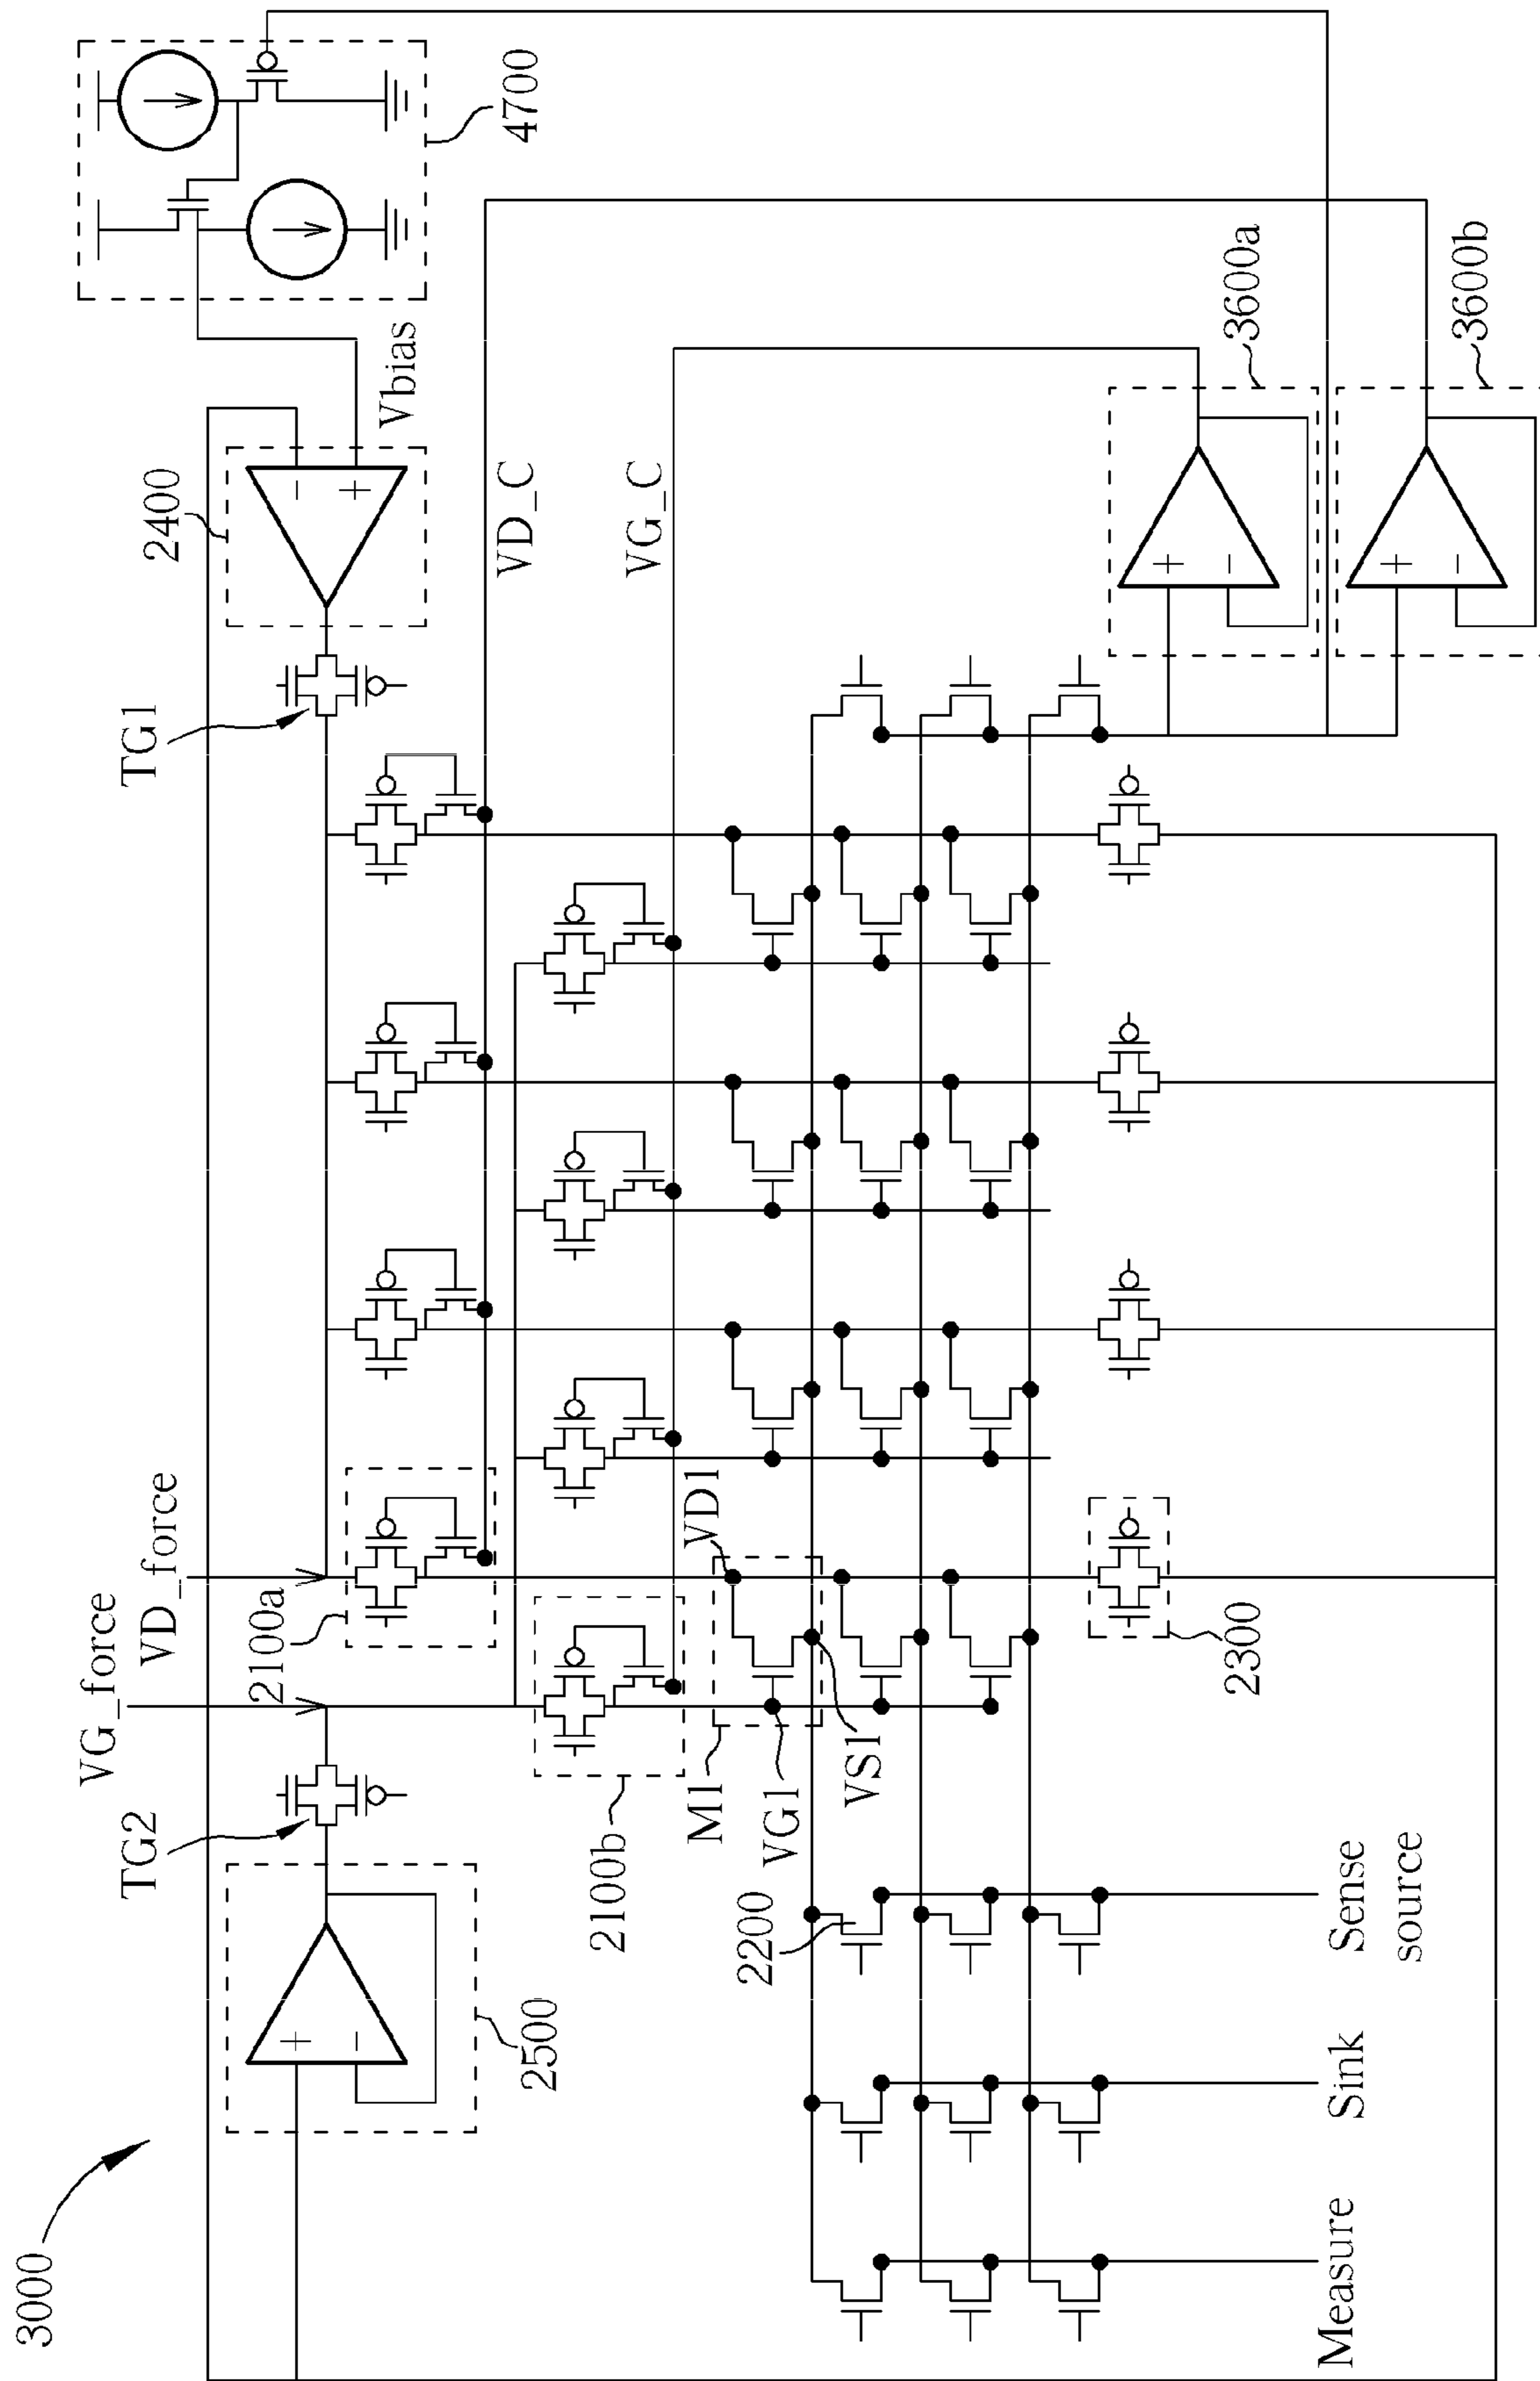 3000
4700
2400
Vbias
TG1
VD_C
VG_C
3600a
3600b
VG_force
VD_force
2100a
TG2
2500
2100b
M1
VD1
VG1
VS1
2300
2200
Measure
Sink
Sense
source
+
−
−
+
+
−
+
−